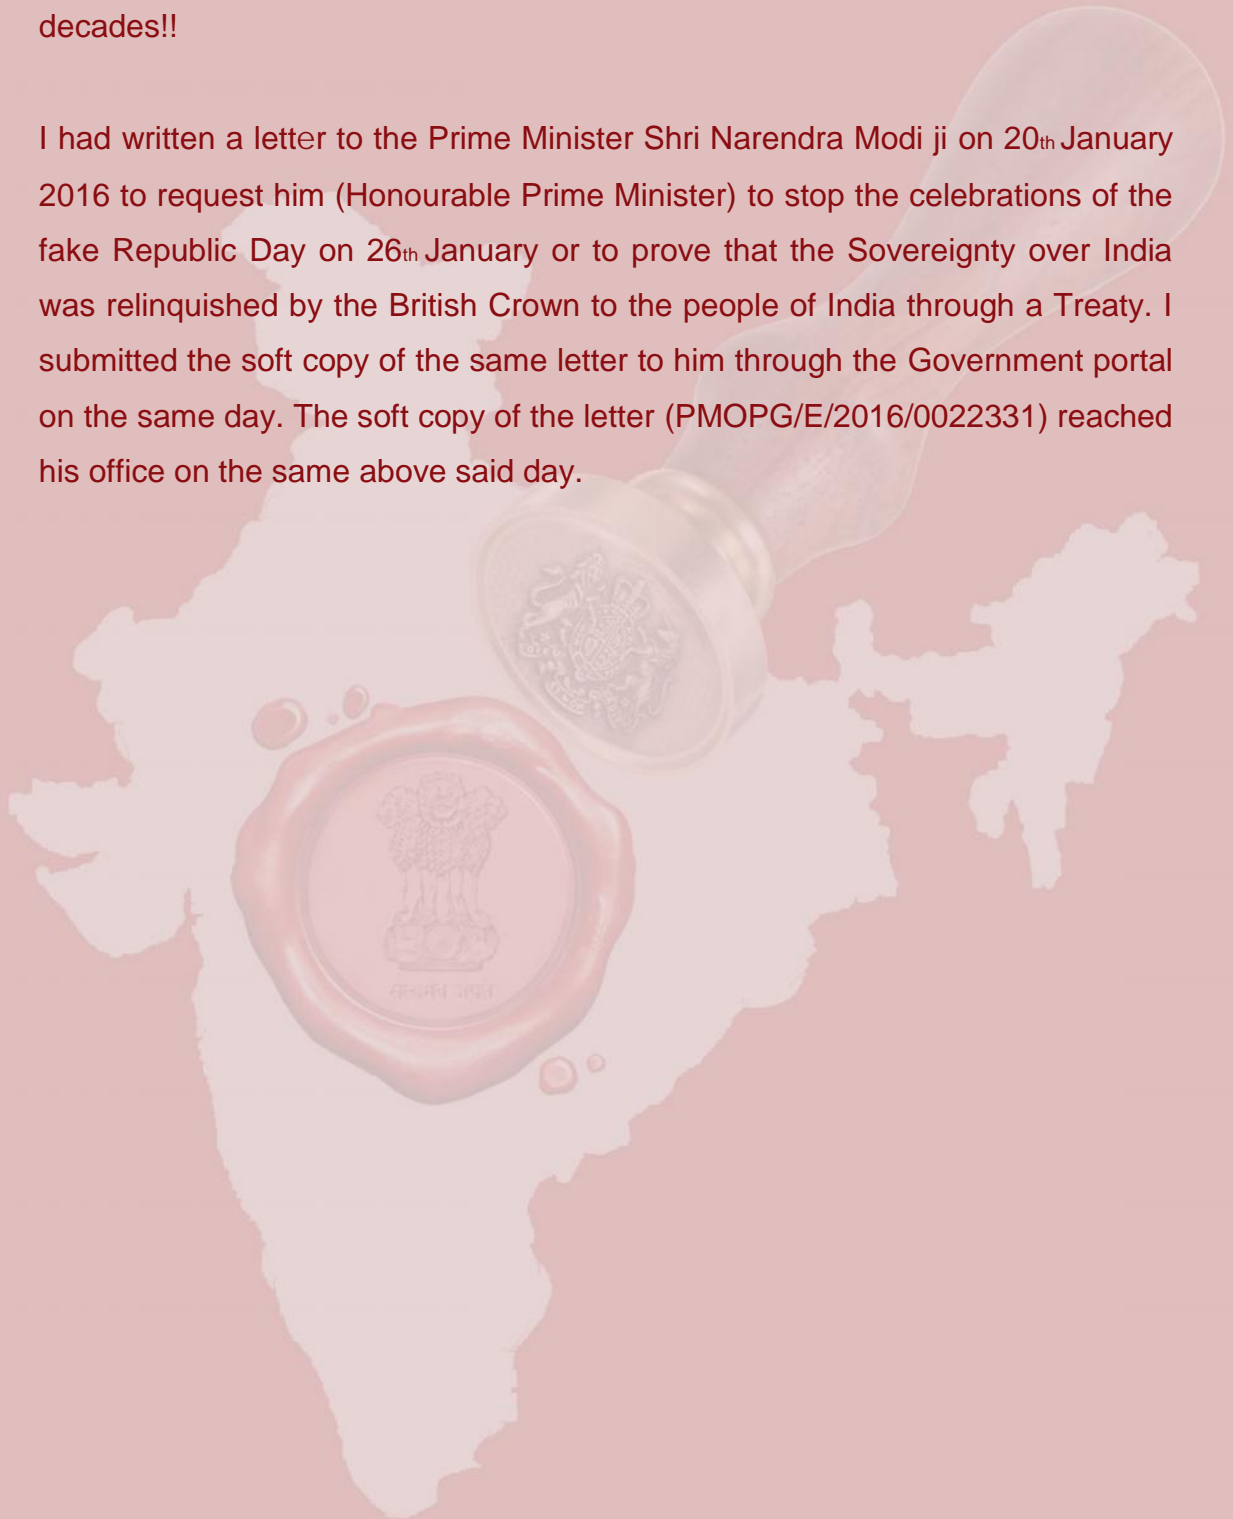 decades!!
I had written a letter to the Prime Minister Shri Narendra Modi ji on 20th January
2016 to request him (Honourable Prime Minister) to stop the celebrations of the
fake Republic Day on 26th January or to prove that the Sovereignty over India
was relinquished by the British Crown to the people of India through a Treaty. I
submitted the soft copy of the same letter to him through the Government portal
on the same day. The soft copy of the letter (PMOPG/E/2016/0022331) reached
his office on the same above said day.
सत्यमेव जयते